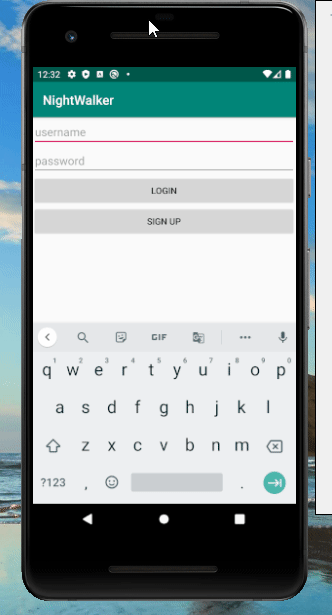 12:32
NightWalker
username
password
LOGIN
SIGN UP
GIF
1 2 3 4 5 6 7 8 9 0
q w e r t y u i o p
a s d f g h j k l
z x c v b n m
?123 , .